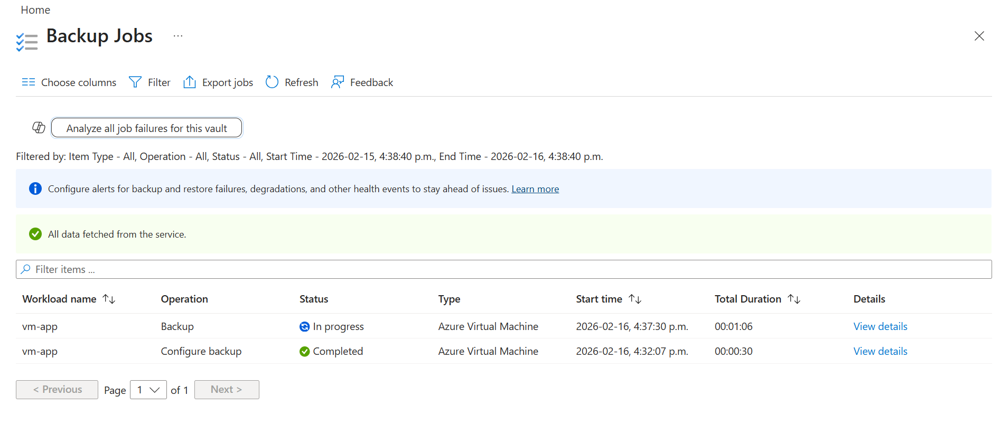 Home
Backup Jobs ...
Choose columns Filter Export jobs Refresh Feedback
Analyze all job failures for this vault
Filtered by: Item Type - All, Operation - All, Status - All, Start Time - 2026-02-15, 4:38:40 p.m., End Time - 2026-02-16, 4:38:40 p.m.
Configure alerts for backup and restore failures, degradations, and other health events to stay ahead of issues. Learn more
All data fetched from the service.
Filter items ...
Workload name Operation Status Type Start time Total Duration Details
vm-app Backup In progress Azure Virtual Machine 2026-02-16, 4:37:30 p.m. 00:01:06 View details
vm-app Configure backup Completed Azure Virtual Machine 2026-02-16, 4:32:07 p.m. 00:00:30 View details
< Previous Page 1 of 1 Next >